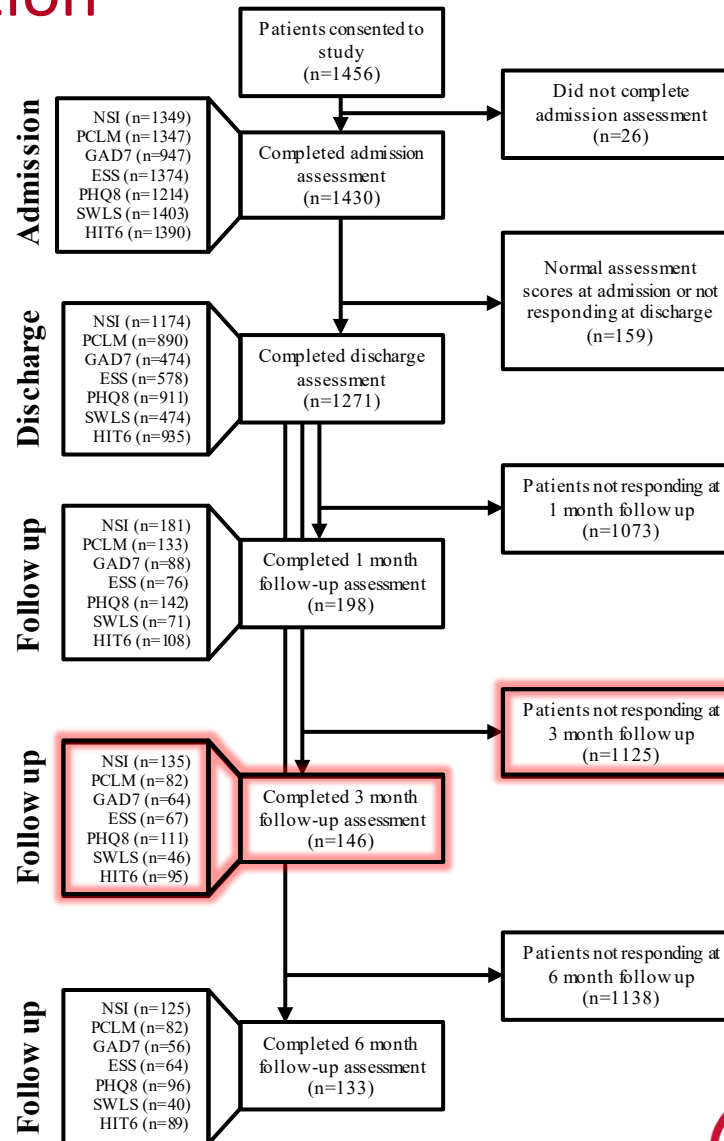 Patients consented to
study
(n=1456)
Did not complete
admission assessment
(n=26)
Admission
NSI (n=1349)
PCLM (n=1347)
GAD7 (n=947)
ESS (n=1374)
PHQ8 (n=1214)
SWLS (n=1403)
HIT6 (n=1390)
Completed admission
assessment
(n=1430)
Normal assessment
scores at admission or not
responding at discharge
(n=159)
Discharge
NSI (n=1174)
PCLM (n=890)
GAD7 (n=474)
ESS (n=578)
PHQ8 (n=911)
SWLS (n=474)
HIT6 (n=935)
Completed discharge
assessment
(n=1271)
Patients not responding at
1 month follow up
(n=1073)
Follow up
NSI (n=181)
PCLM (n=133)
GAD7 (n=88)
ESS (n=76)
PHQ8 (n=142)
SWLS (n=71)
HIT6 (n=108)
Completed 1 month
follow-up assessment
(n=198)
Patients not responding at
3 month follow up
(n=1125)
Follow up
NSI (n=135)
PCLM (n=82)
GAD7 (n=64)
ESS (n=67)
PHQ8 (n=111)
SWLS (n=46)
HIT6 (n=95)
Completed 3 month
follow-up assessment
(n=146)
Patients not responding at
6 month follow up
(n=1138)
Follow up
NSI (n=125)
PCLM (n=82)
GAD7 (n=56)
ESS (n=64)
PHQ8 (n=96)
SWLS (n=40)
HIT6 (n=89)
Completed 6 month
follow-up assessment
(n=133)